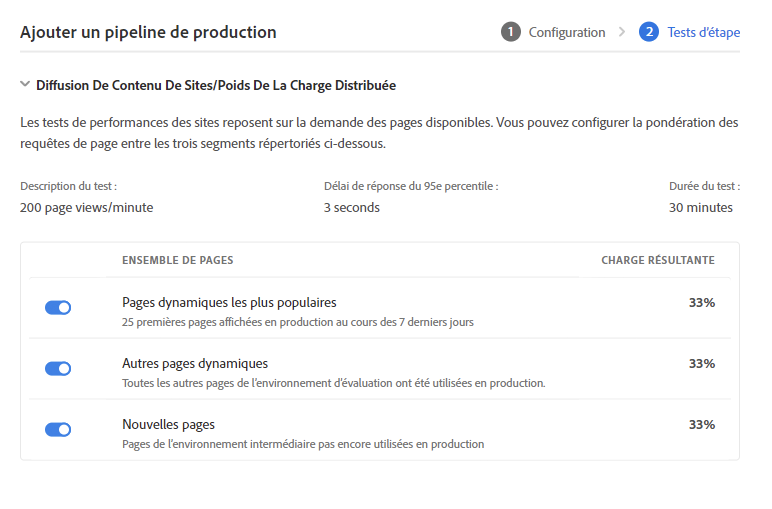 Ajouter un pipeline de production
1 Configuration > 2 Tests d'étape
Diffusion De Contenu De Sites/Poids De La Charge Distribuée
Les tests de performances des sites reposent sur la demande des pages disponibles. Vous pouvez configurer la pondération des
requêtes de page entre les trois segments répertoriés ci-dessous.
Description du test : Délai de réponse du 95e percentile : Durée du test :
200 page views/minute 3 seconds 30 minutes
ENSEMBLE DE PAGES CHARGE RÉSULTANTE
Pages dynamiques les plus populaires 33%
25 premières pages affichées en production au cours des 7 derniers jours
Autres pages dynamiques 33%
Toutes les autres pages de l'environnement d'évaluation ont été utilisées en production.
Nouvelles pages 33%
Pages de l'environnement intermédiaire pas encore utilisées en production